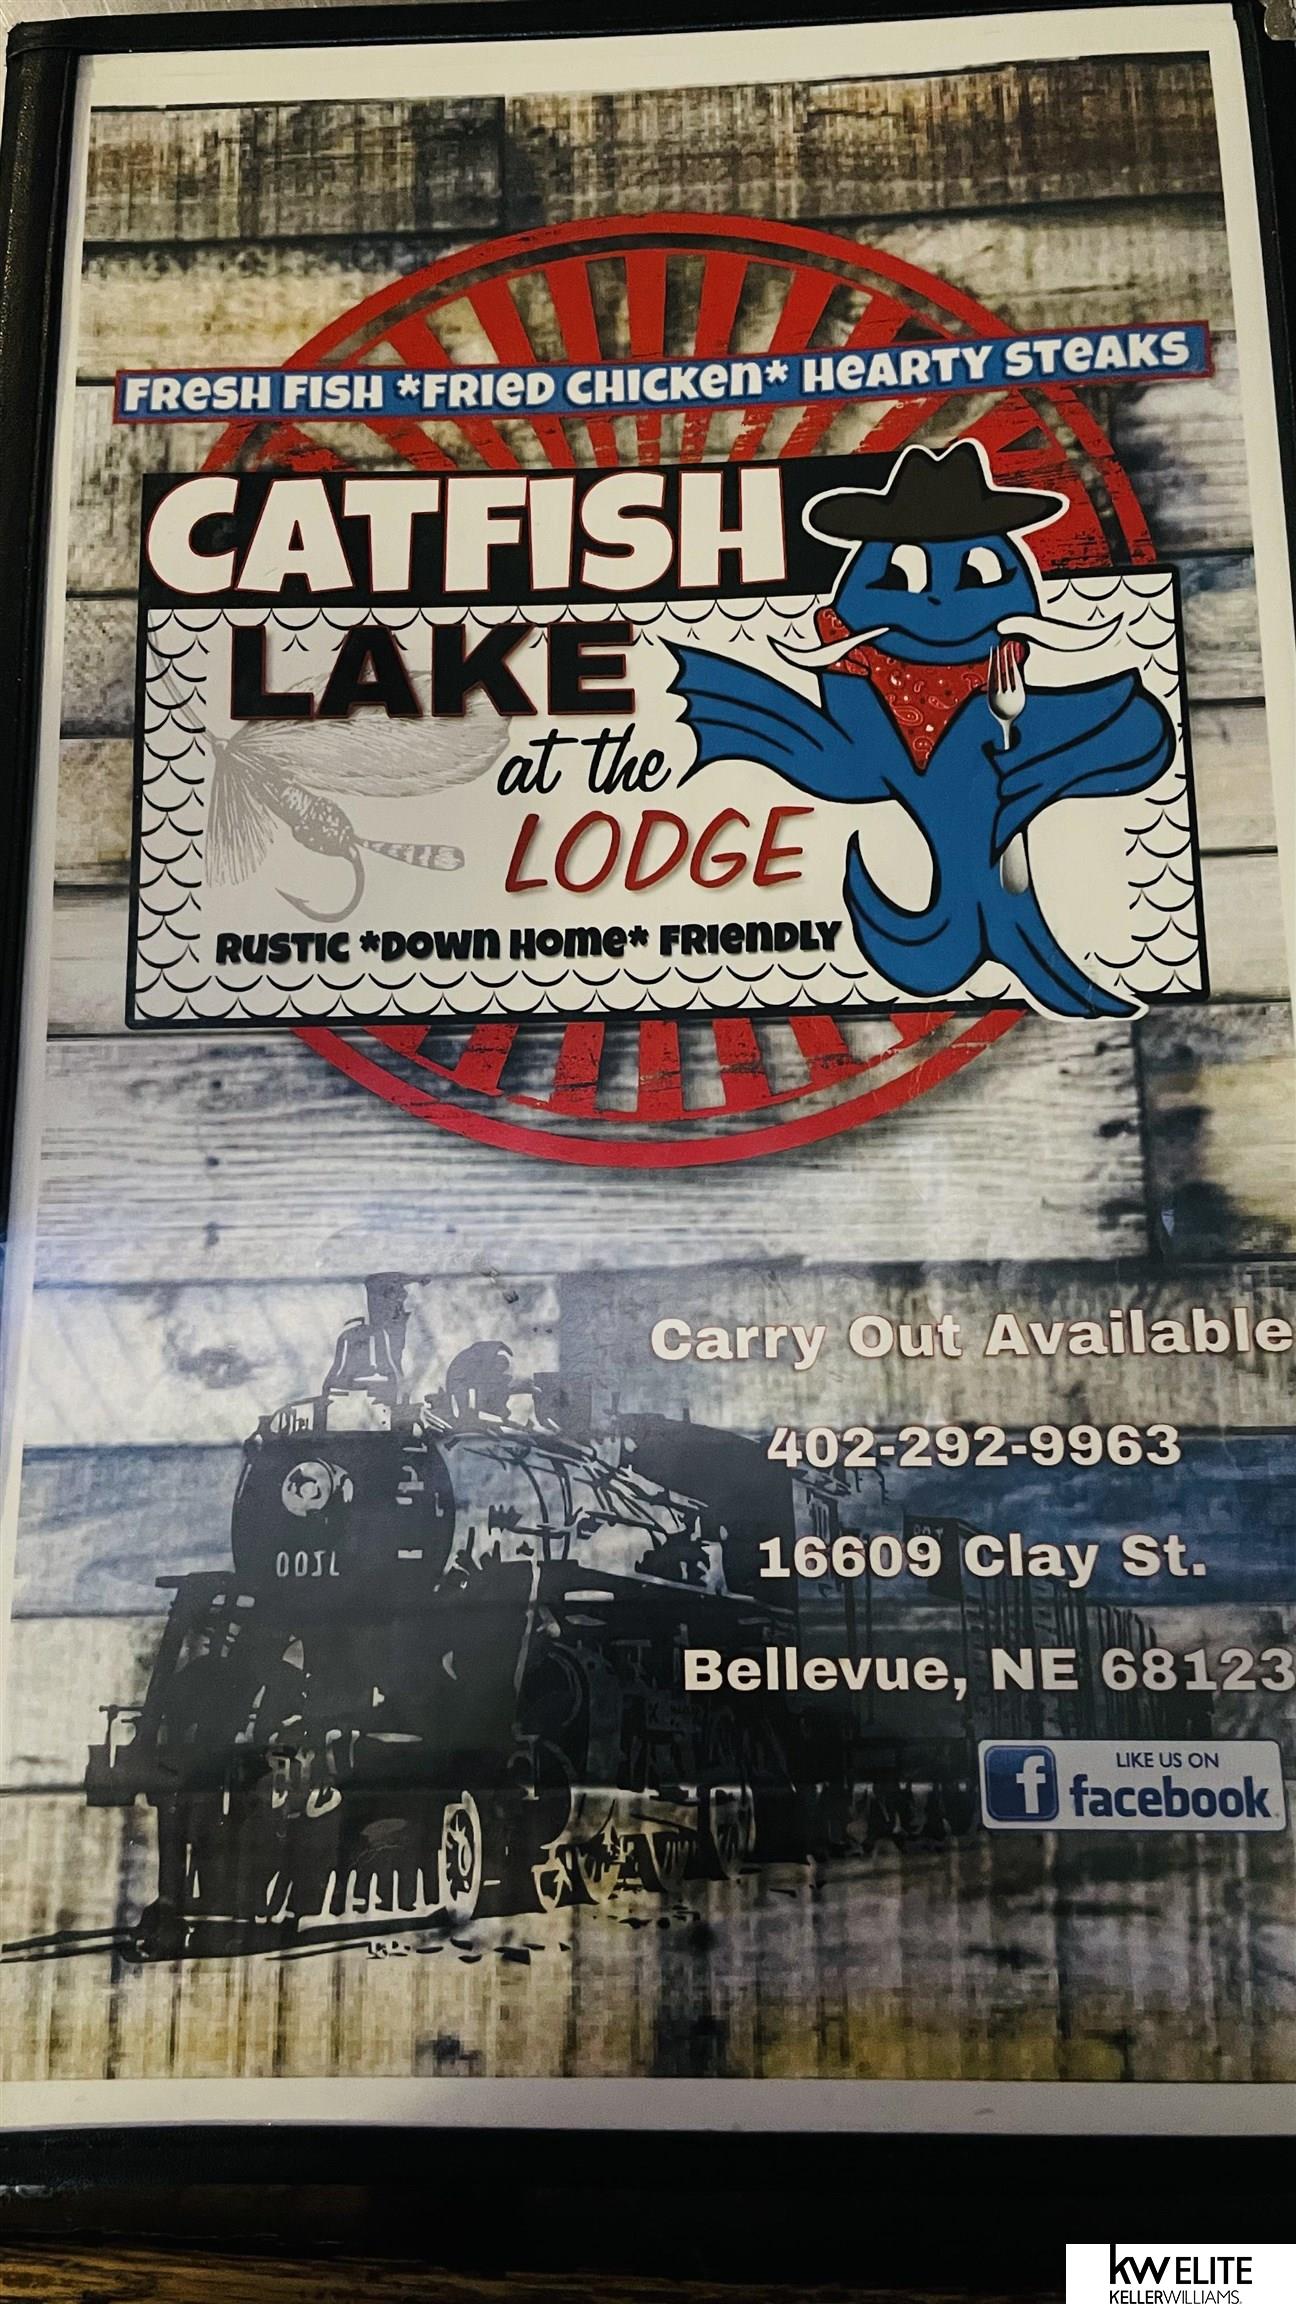 FRESH FISH *FRIED CHICKEN* HEARTY STEAKS
CATFISH
LAKE
at the
LODGE
RUSTIC *DOWN HOME* FRIENDLY
Carry Out Available
402-292-9963
16609 Clay St.
Bellevue, NE 68123
LIKE US ON
facebook
kw ELITE
KELLERWILLIAMS.